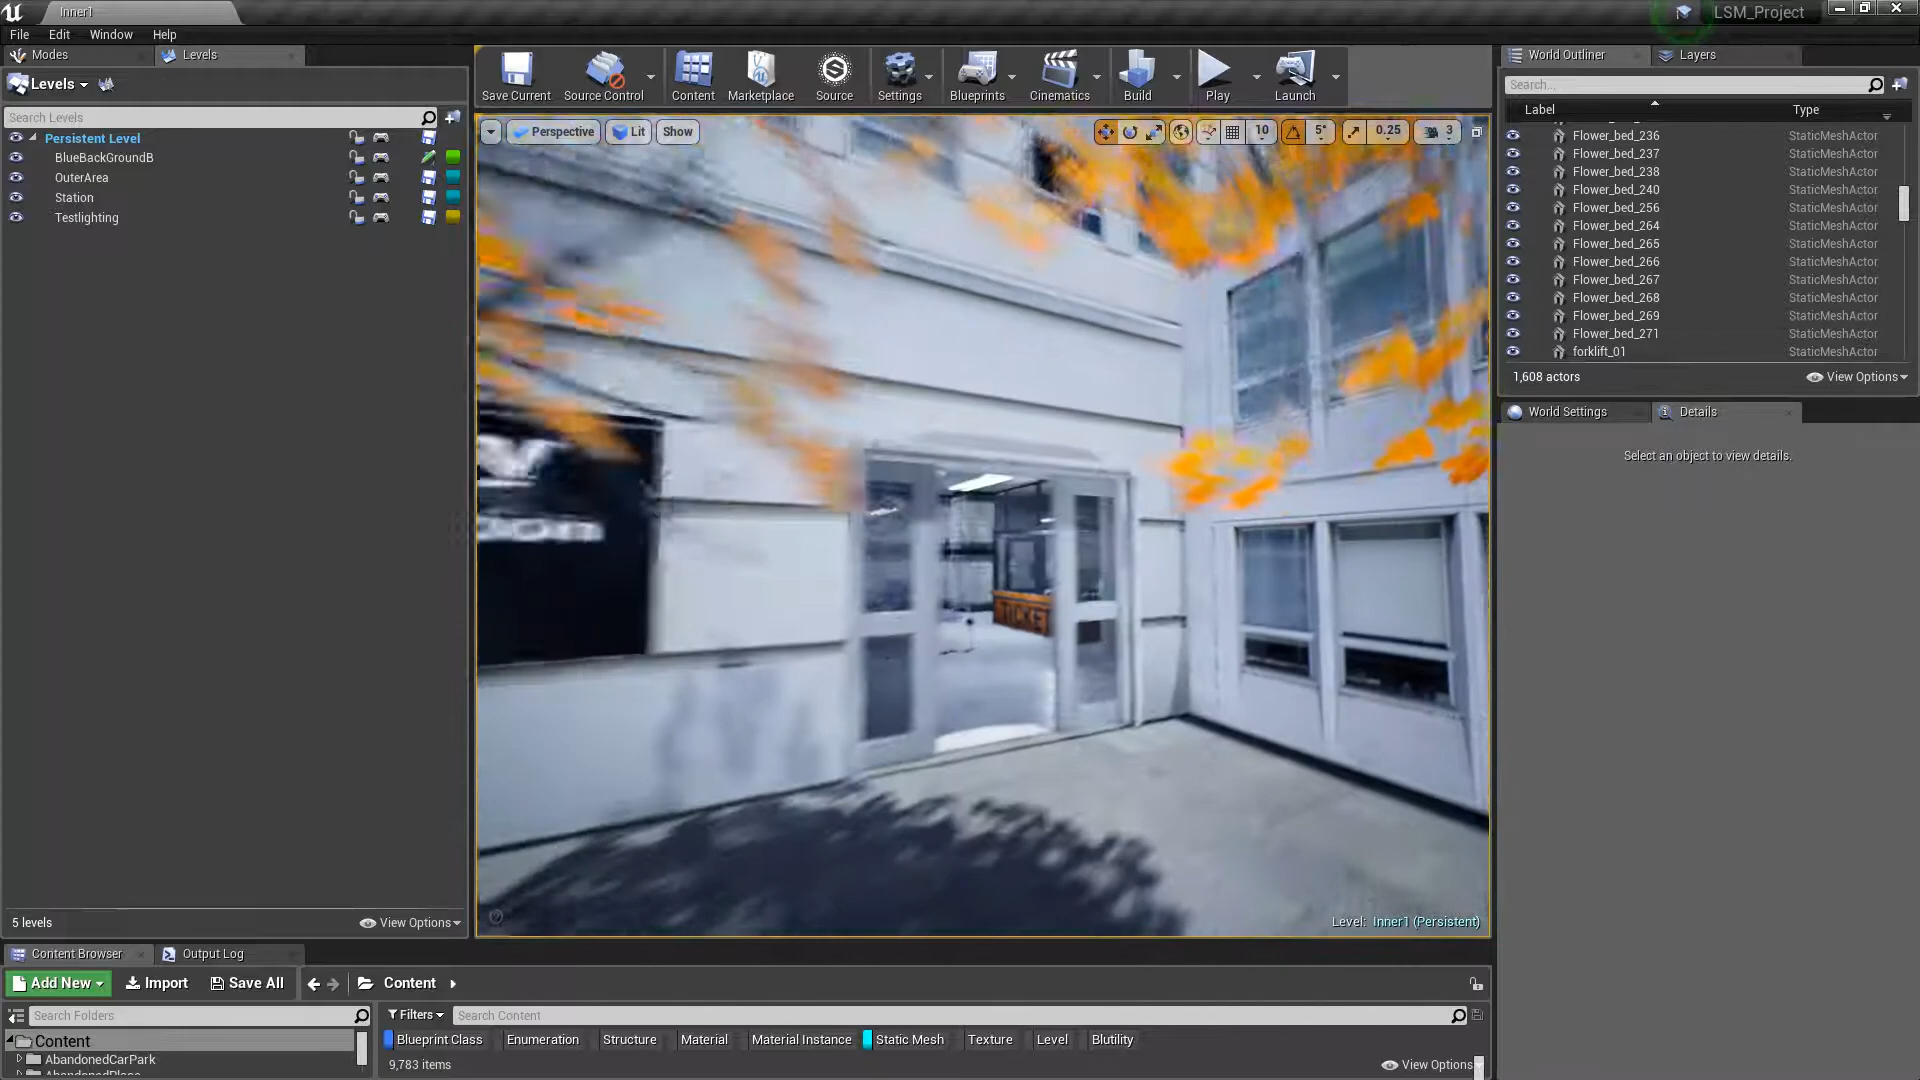 Inner1
LSM_Project
File Edit Window Help
Modes
Levels
Levels
Search Levels
Persistent Level
BlueBackGroundB
OuterArea
Station
Testlighting
5 levels
View Options
Save Current
Source Control
Content
Marketplace
Source
Settings
Blueprints
Cinematics
Build
Play
Launch
Perspective
Lit
Show
10
5°
0.25
3
TICKET
Level: Inner1 (Persistent)
World Outliner
Layers
Search...
Label Type
Flower_bed_236 StaticMeshActor
Flower_bed_237 StaticMeshActor
Flower_bed_238 StaticMeshActor
Flower_bed_240 StaticMeshActor
Flower_bed_256 StaticMeshActor
Flower_bed_264 StaticMeshActor
Flower_bed_265 StaticMeshActor
Flower_bed_266 StaticMeshActor
Flower_bed_267 StaticMeshActor
Flower_bed_268 StaticMeshActor
Flower_bed_269 StaticMeshActor
Flower_bed_271 StaticMeshActor
forklift_01 StaticMeshActor
1,608 actors
View Options
World Settings
Details
Select an object to view details.
Content Browser
Output Log
Add New
Import
Save All
Content
Search Folders
Content
AbandonedCarPark
Filters
Search Content
Blueprint Class
Enumeration
Structure
Material
Material Instance
Static Mesh
Texture
Level
Blutility
9,783 items
View Options